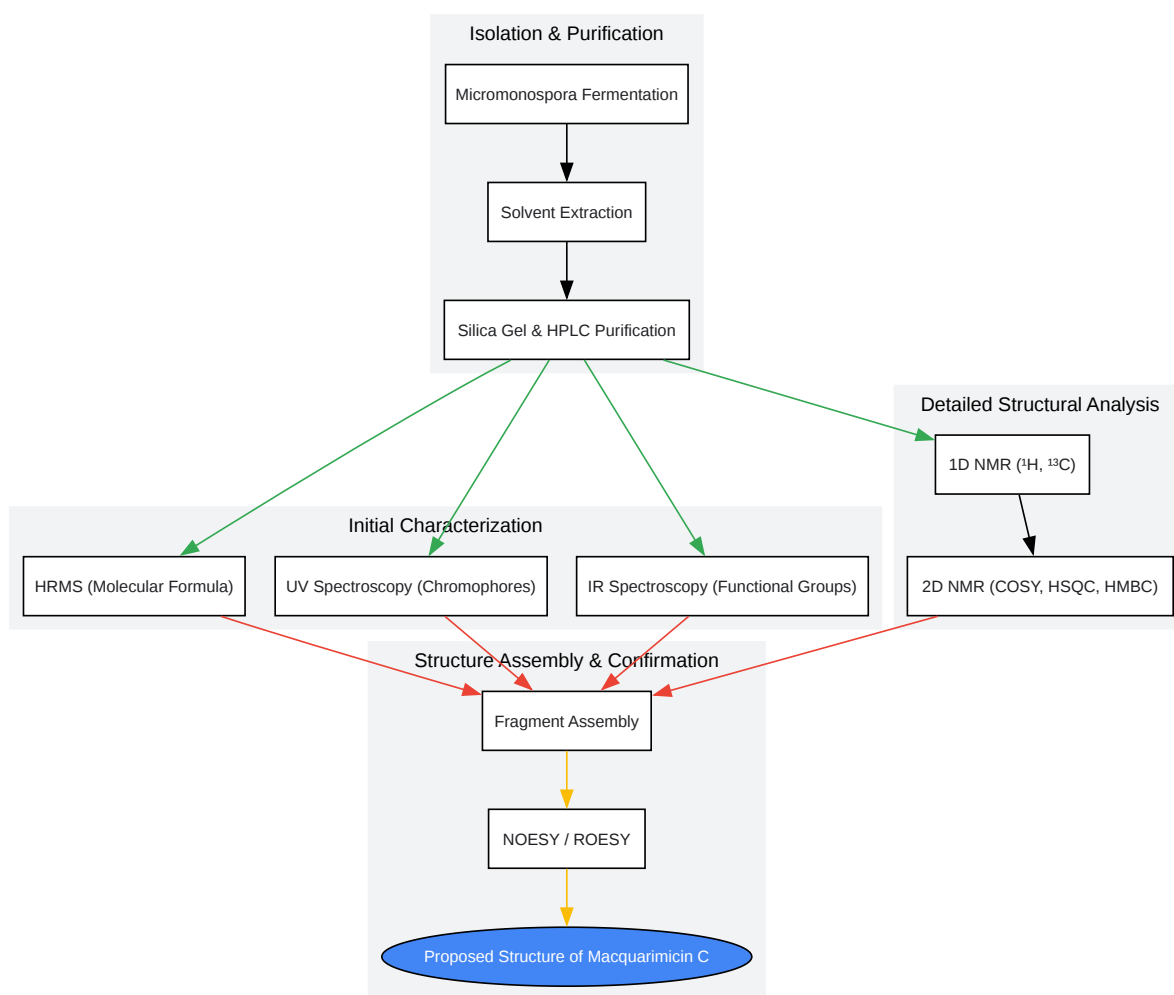 Isolation & Purification
Micromonospora Fermentation
Solvent Extraction
Silica Gel & HPLC Purification
Detailed Structural Analysis
1D NMR (¹H, ¹³C)
Initial Characterization
HRMS (Molecular Formula)
UV Spectroscopy (Chromophores)
IR Spectroscopy (Functional Groups)
2D NMR (COSY, HSQC, HMBC)
Structure Assembly & Confirmation
Fragment Assembly
NOESY / ROESY
Proposed Structure of Macquarimicin C